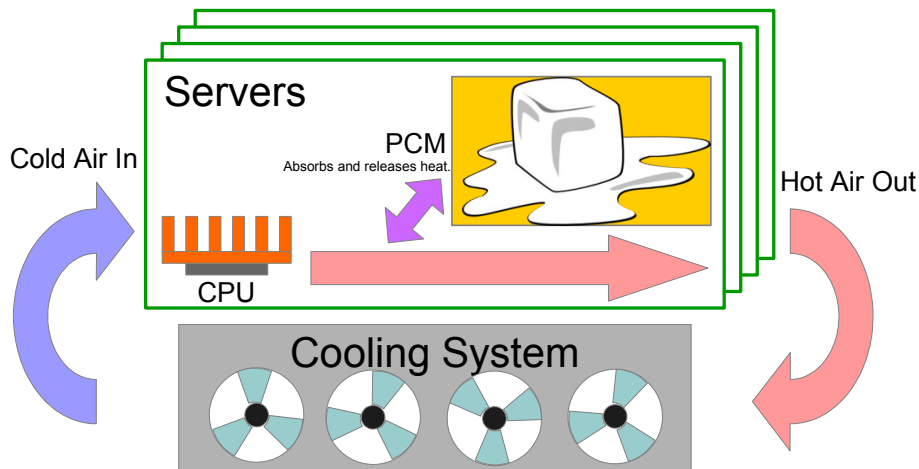 Servers
PCM
Absorbs and releases heat.
Cold Air In
Hot Air Out
CPU
Cooling System